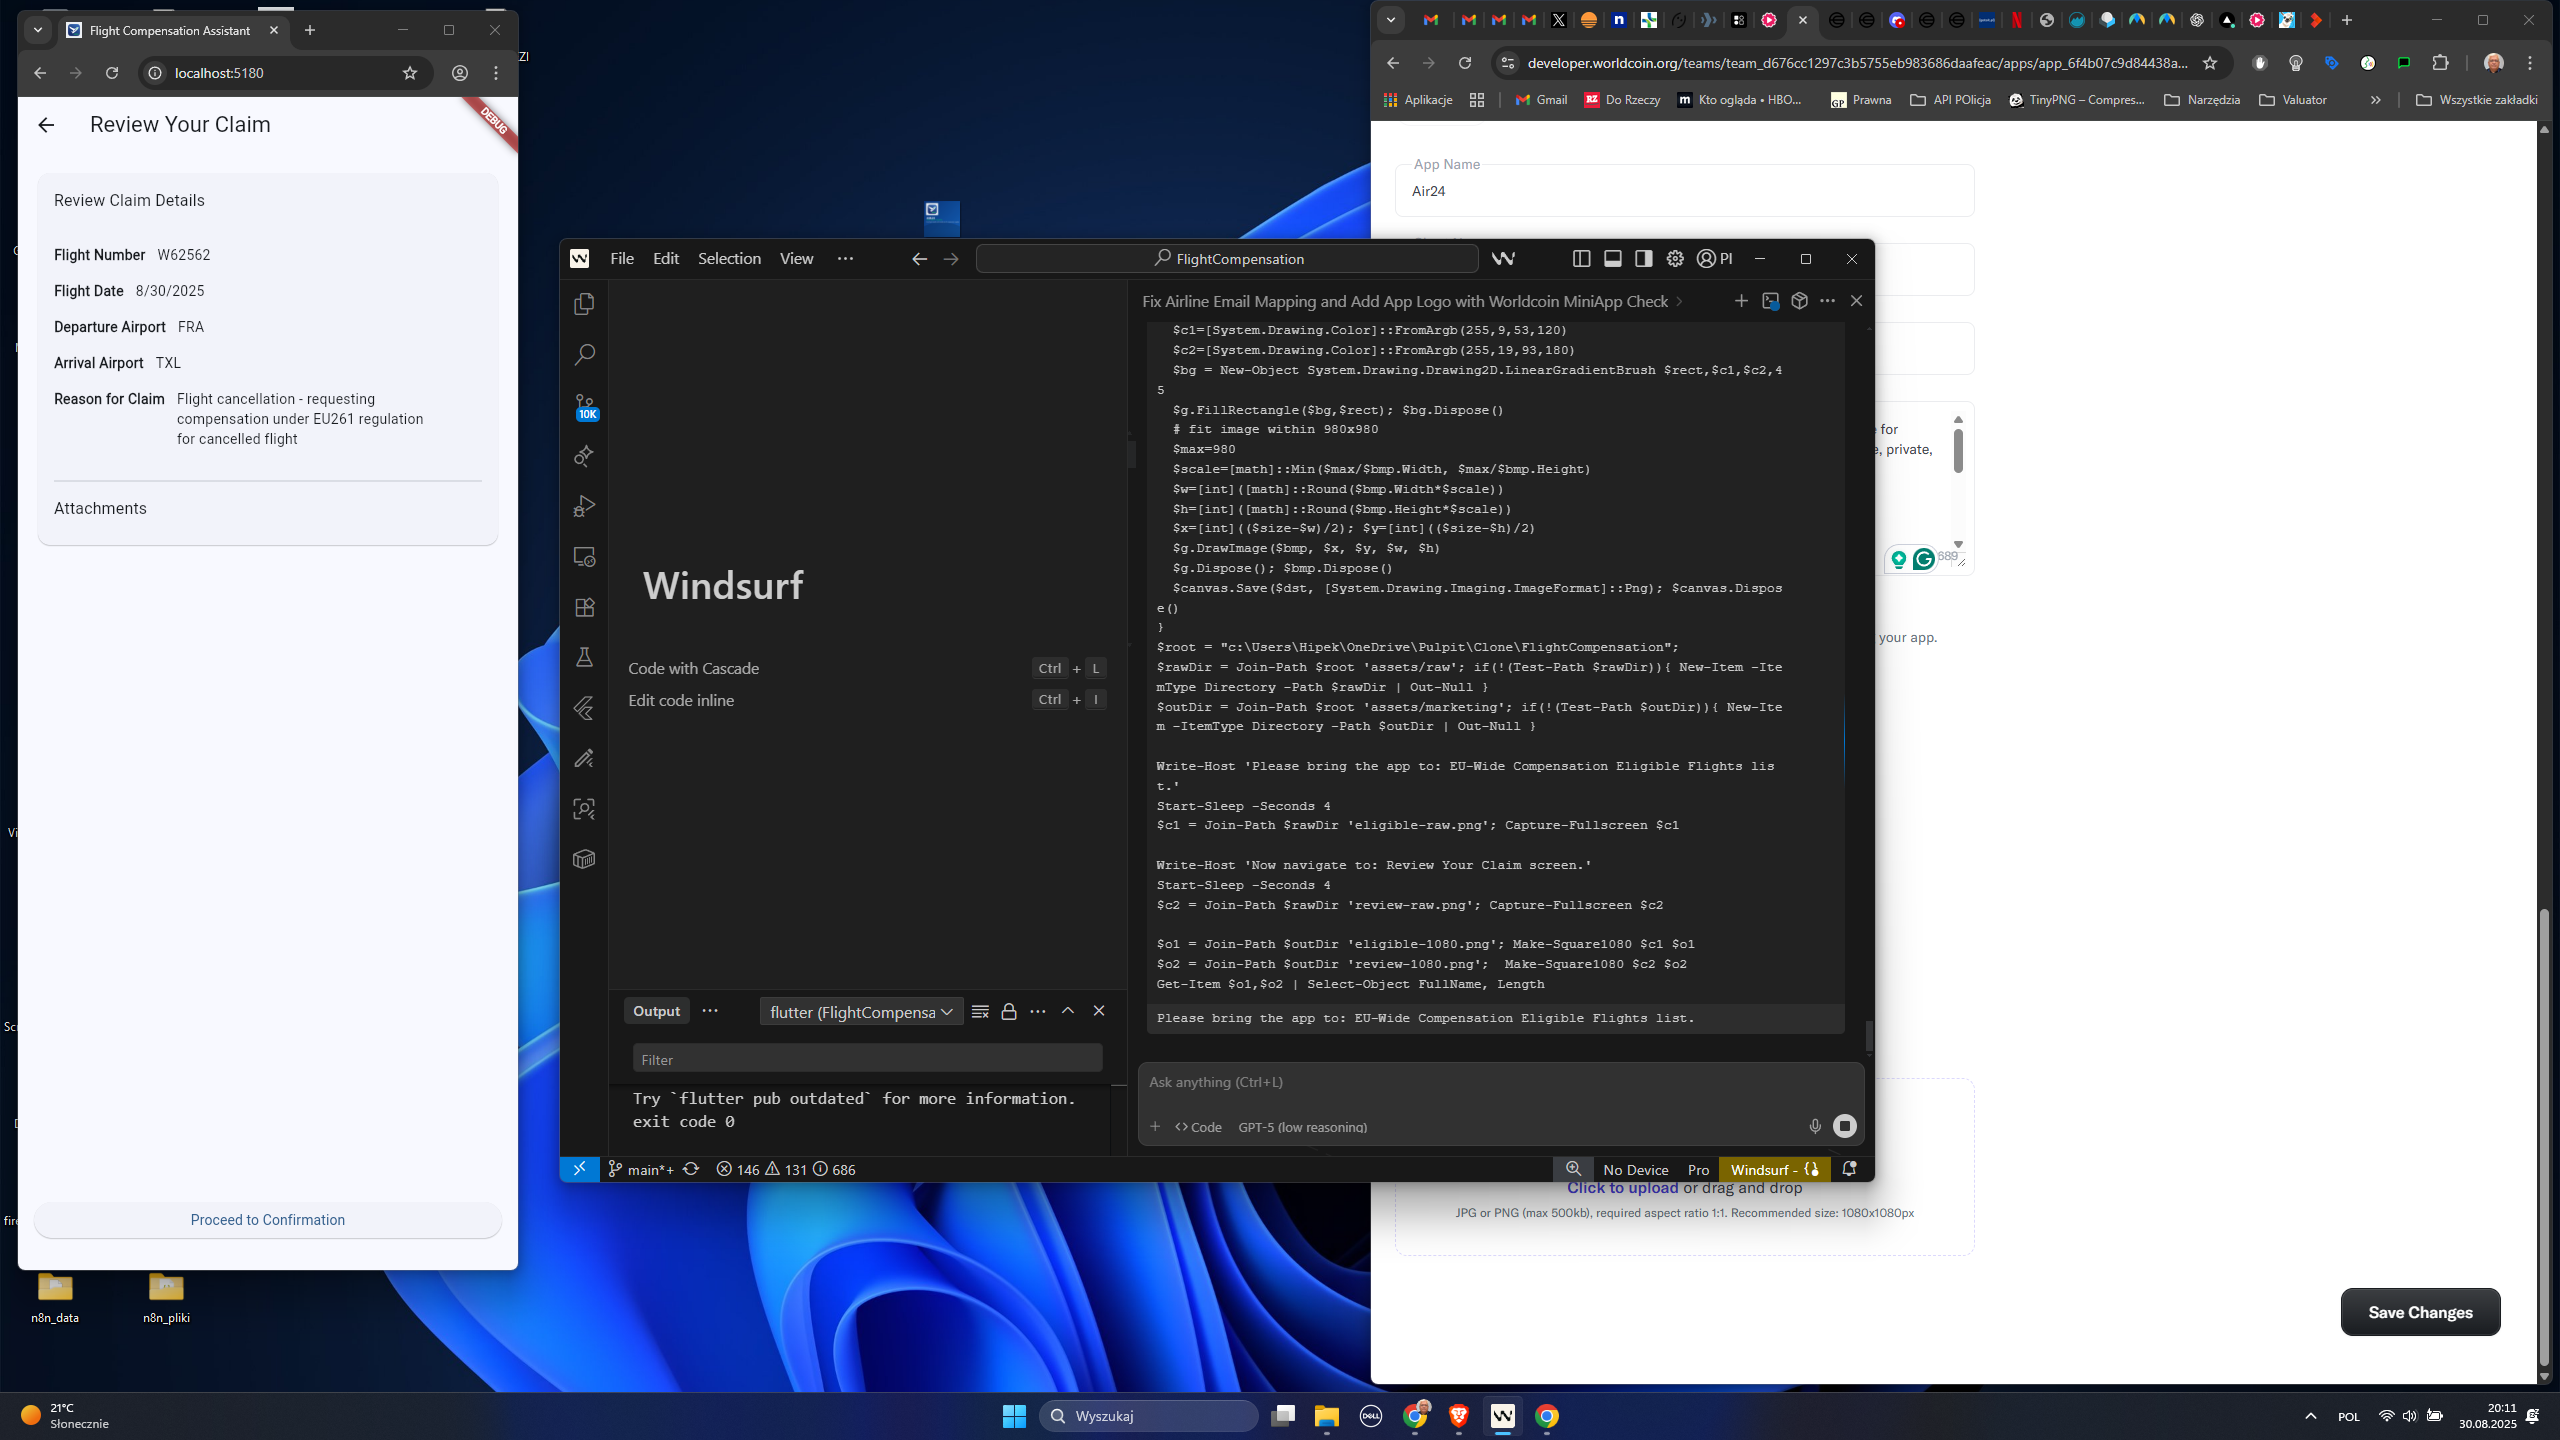 Flight Compensation Assistant
localhost:5180
Review Your Claim
DEBUG
Review Claim Details
Flight Number W62562
Flight Date 8/30/2025
Departure Airport FRA
Arrival Airport TXL
Reason for Claim Flight cancellation - requesting
compensation under EU261 regulation
for cancelled flight
Attachments
Proceed to Confirmation
ZI
n8n_data
n8n_pliki
File Edit Selection View
FlightCompensation
PI
10K
Windsurf
Code with Cascade Ctrl + L
Edit code inline Ctrl + I
Output
flutter (FlightCompensa
Filter
Try `flutter pub outdated` for more information.
exit code 0
Fix Airline Email Mapping and Add App Logo with Worldcoin MiniApp Check
$c1=[System.Drawing.Color]::FromArgb(255,9,53,120)
$c2=[System.Drawing.Color]::FromArgb(255,19,93,180)
$bg = New-Object System.Drawing.Drawing2D.LinearGradientBrush $rect,$c1,$c2,4
5
$g.FillRectangle($bg,$rect); $bg.Dispose()
# fit image within 980x980
$max=980
$scale=[math]::Min($max/$bmp.Width, $max/$bmp.Height)
$w=[int]([math]::Round($bmp.Width*$scale))
$h=[int]([math]::Round($bmp.Height*$scale))
$x=[int](($size-$w)/2); $y=[int](($size-$h)/2)
$g.DrawImage($bmp, $x, $y, $w, $h)
$g.Dispose(); $bmp.Dispose()
$canvas.Save($dst, [System.Drawing.Imaging.ImageFormat]::Png); $canvas.Dispos
e()
}
$root = "c:\Users\Hipek\OneDrive\Pulpit\Clone\FlightCompensation";
$rawDir = Join-Path $root 'assets/raw'; if(!(Test-Path $rawDir)){ New-Item -Ite
mType Directory -Path $rawDir | Out-Null }
$outDir = Join-Path $root 'assets/marketing'; if(!(Test-Path $outDir)){ New-Ite
m -ItemType Directory -Path $outDir | Out-Null }
Write-Host 'Please bring the app to: EU-Wide Compensation Eligible Flights lis
t.'
Start-Sleep -Seconds 4
$c1 = Join-Path $rawDir 'eligible-raw.png'; Capture-Fullscreen $c1
Write-Host 'Now navigate to: Review Your Claim screen.'
Start-Sleep -Seconds 4
$c2 = Join-Path $rawDir 'review-raw.png'; Capture-Fullscreen $c2
$o1 = Join-Path $outDir 'eligible-1080.png'; Make-Square1080 $c1 $o1
$o2 = Join-Path $outDir 'review-1080.png';  Make-Square1080 $c2 $o2
Get-Item $o1,$o2 | Select-Object FullName, Length
Please bring the app to: EU-Wide Compensation Eligible Flights list.
Ask anything (Ctrl+L)
Code GPT-5 (low reasoning)
main*+ 146 131 686
No Device Pro Windsurf - {}
developer.worldcoin.org/teams/team_d676cc1297c3b5755eb983686daafeac/apps/app_6f4b07c9d84438a...
Aplikacje Gmail Do Rzeczy Kto ogląda • HBO... Prawna API POlicja TinyPNG – Compres... Narzędzia Valuator » Wszystkie zakładki
App Name
Air24
for
, private,
your app.
Click to upload or drag and drop
JPG or PNG (max 500kb), required aspect ratio 1:1. Recommended size: 1080x1080px
Save Changes
21°C
Słonecznie
Wyszukaj
DELL
POL
20:11
30.08.2025